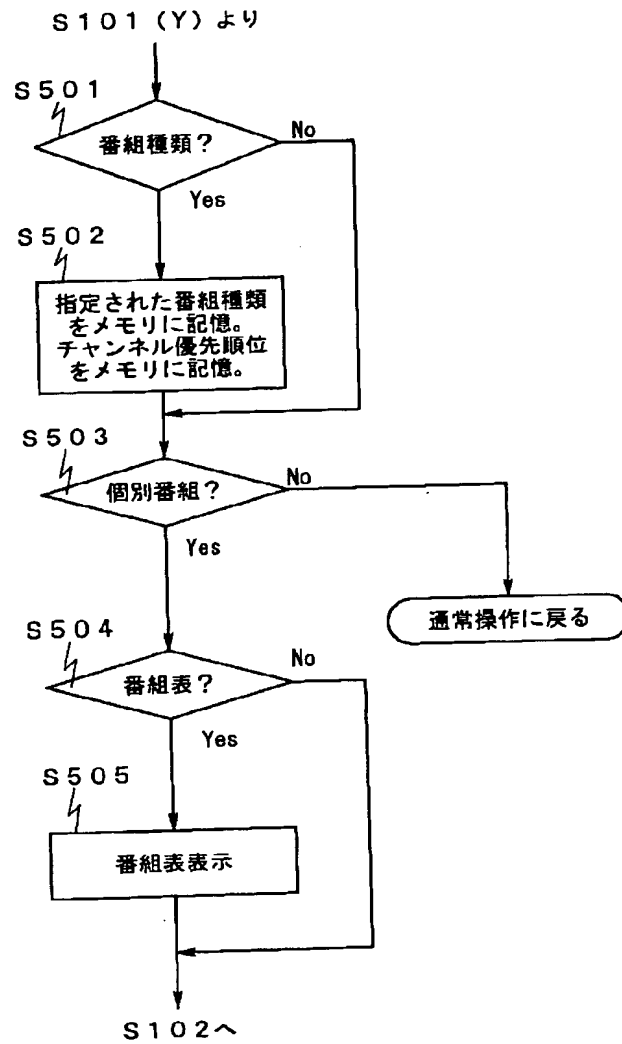 S101(Y)より
S501
番組種類?
No
Yes
S502
指定された番組種類
をメモリに記憶。
チャンネル優先順位
をメモリに記憶。
S503
個別番組?
No
Yes
通常操作に戻る
S504
番組表?
No
Yes
S505
番組表表示
S102へ